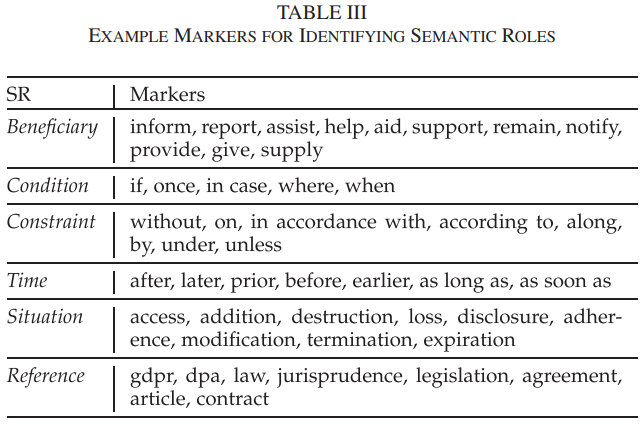 TABLE III
EXAMPLE MARKERS FOR IDENTIFYING SEMANTIC ROLES
SR Markers
Beneficiary inform, report, assist, help, aid, support, remain, notify,
provide, give, supply
Condition if, once, in case, where, when
Constraint without, on, in accordance with, according to, along,
by, under, unless
Time after, later, prior, before, earlier, as long as, as soon as
Situation access, addition, destruction, loss, disclosure, adher-
ence, modification, termination, expiration
Reference gdpr, dpa, law, jurisprudence, legislation, agreement,
article, contract